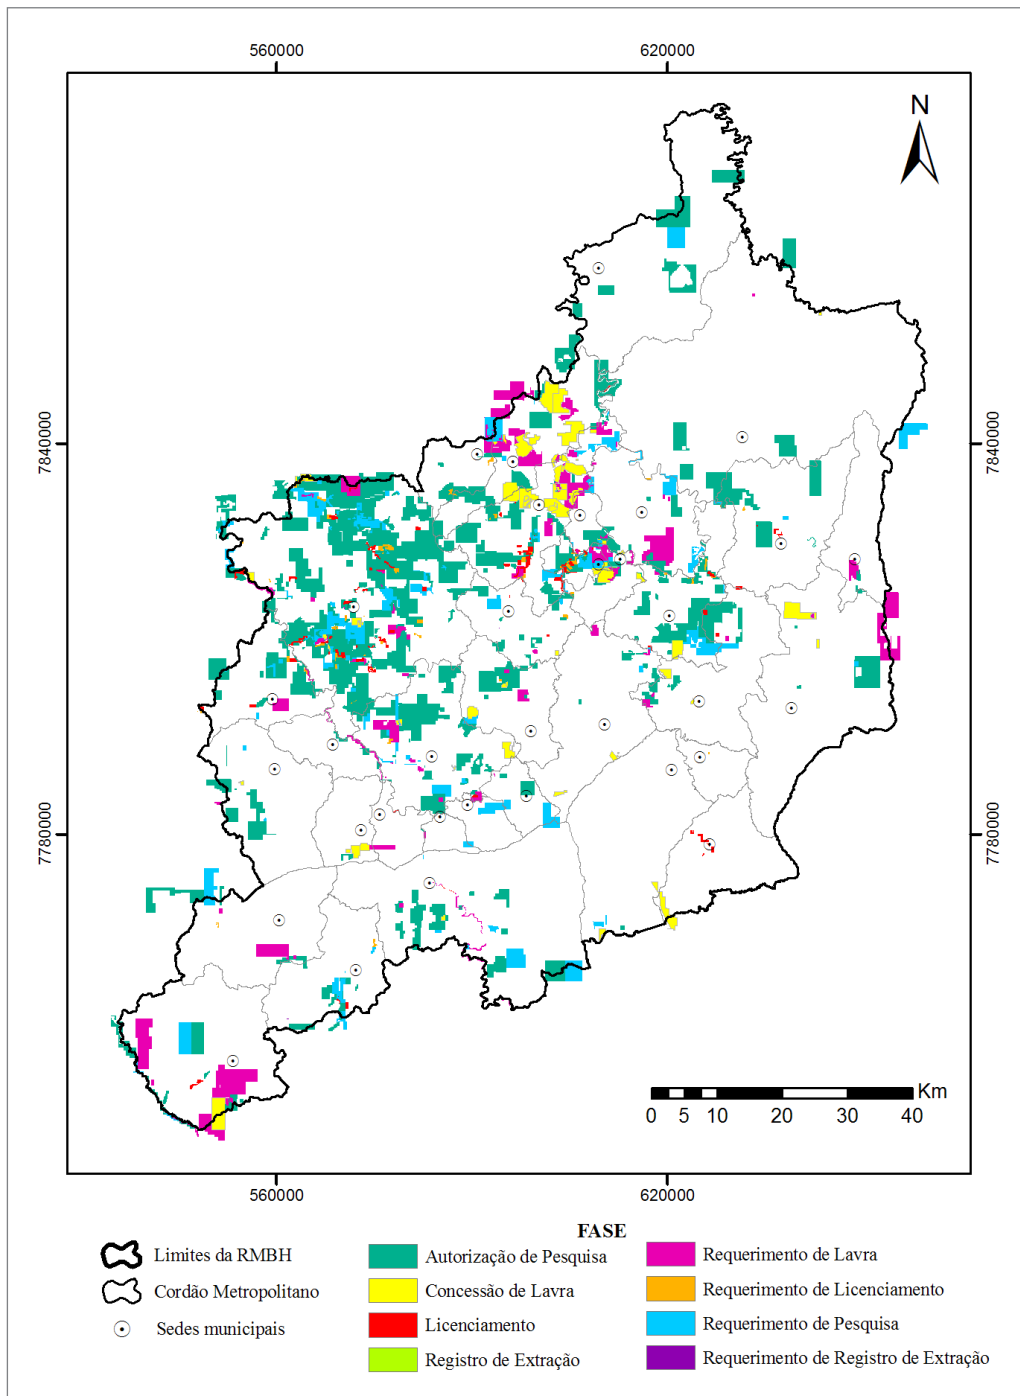 560000
620000
N
7840000
7840000
7780000
7780000
Km
0 5 10 20 30 40
560000
620000
FASE
Limites da RMBH
Cordão Metropolitano
Sedes municipais
Autorização de Pesquisa
Concessão de Lavra
Licenciamento
Registro de Extração
Requerimento de Lavra
Requerimento de Licenciamento
Requerimento de Pesquisa
Requerimento de Registro de Extração